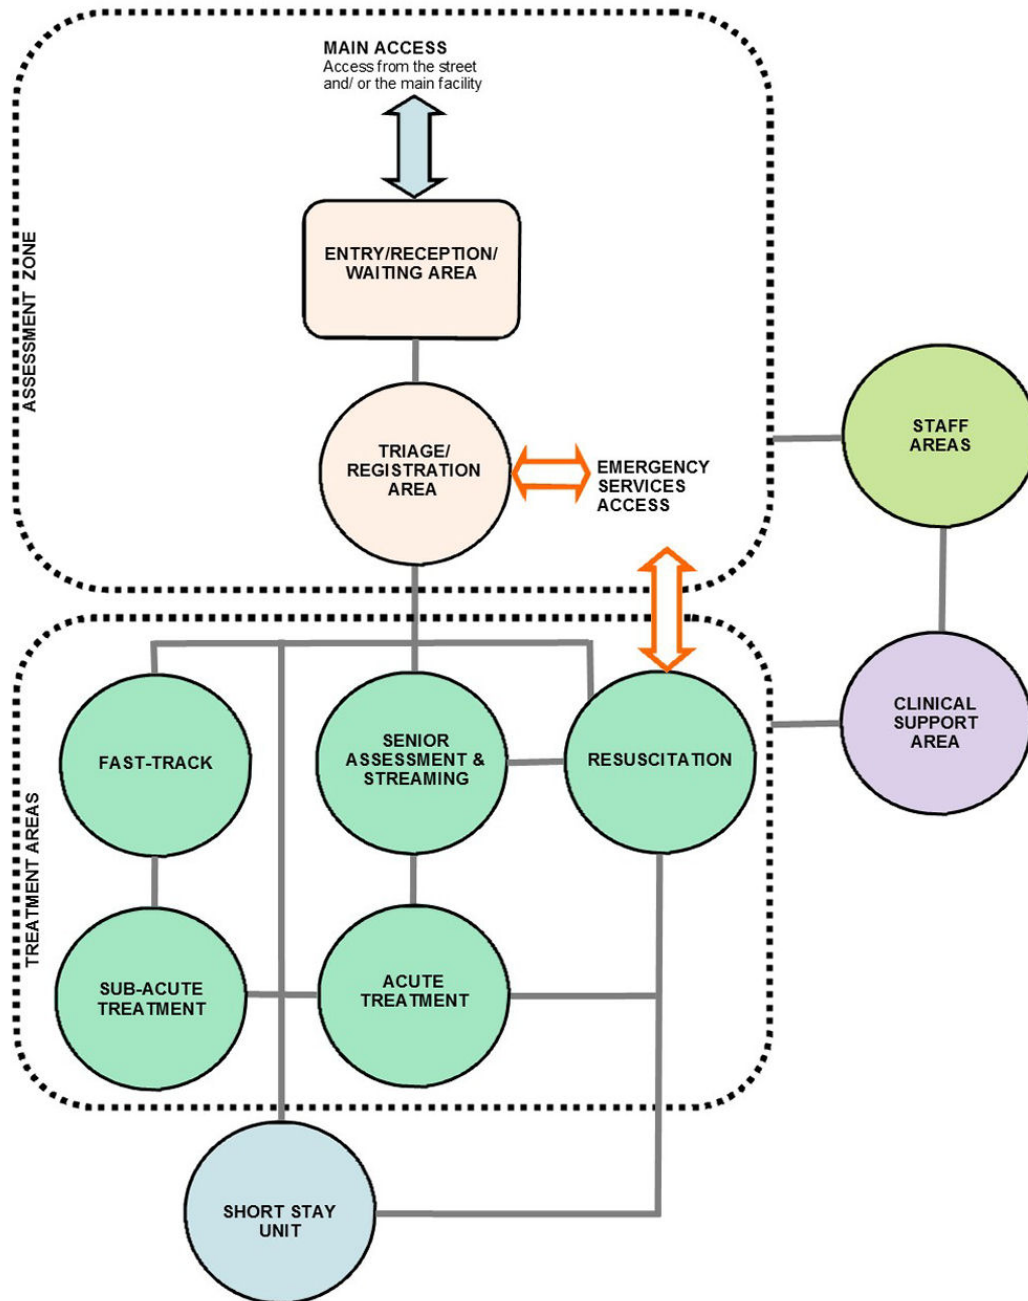 MAIN ACCESS
Access from the street
and/ or the main facility
ENTRY/RECEPTION/
WAITING AREA
ASSESSMENT ZONE
TRIAGE/
REGISTRATION
AREA
EMERGENCY
SERVICES
ACCESS
STAFF
AREAS
CLINICAL
SUPPORT
AREA
TREATMENT AREAS
FAST-TRACK
SENIOR
ASSESSMENT &
STREAMING
RESUSCITATION
SUB-ACUTE
TREATMENT
ACUTE
TREATMENT
SHORT STAY
UNIT